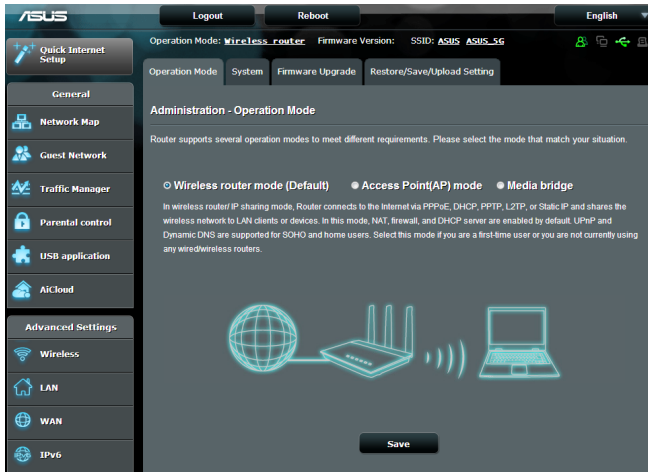 ASUS
Logout
Reboot
English
Quick Internet
Setup
Operation Mode: Wireless router Firmware Version: SSID: ASUS ASUS_5G
Operation Mode
System
Firmware Upgrade
Restore/Save/Upload Setting
General
Network Map
Guest Network
Traffic Manager
Parental control
USB application
AiCloud
Advanced Settings
Wireless
LAN
WAN
IPv6
Administration - Operation Mode
Router supports several operation modes to meet different requirements. Please select the mode that match your situation.
Wireless router mode (Default)
Access Point(AP) mode
Media bridge
In wireless router/ IP sharing mode, Router connects to the Internet via PPPoE, DHCP, PPTP, L2TP, or Static IP and shares the
wireless network to LAN clients or devices. In this mode, NAT, firewall, and DHCP server are enabled by default. UPnP and
Dynamic DNS are supported for SOHO and home users. Select this mode if you are a first-time user or you are not currently using
any wired/wireless routers.
Save